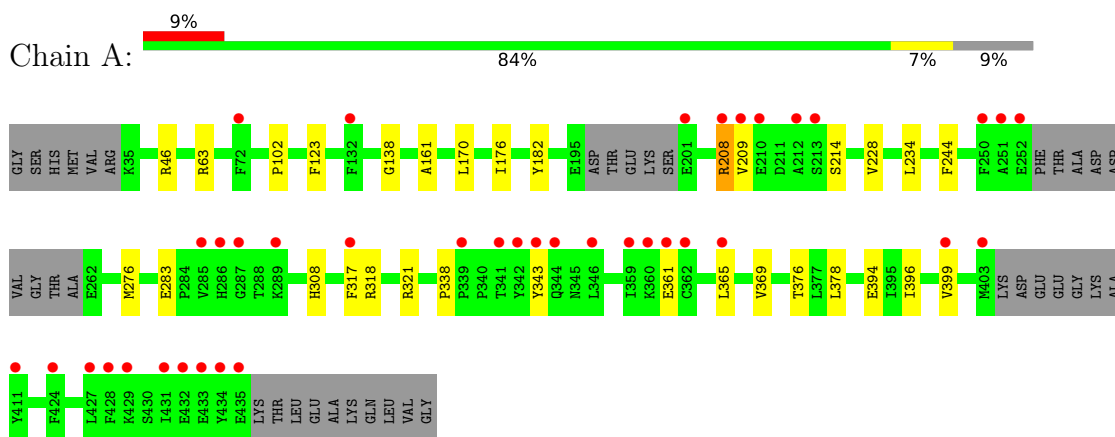 9%
Chain A:
84% 7% 9%
GLY SER HIS MET VAL ARG K35 R46 R63 F72 P102 F123 F132 G138 A161 L170 I176 Y182 E195 ASP THR GLU LYS SER E201 R208 V209 E210 D211 A212 S213 S214 V228 L234 F244 F250 A251 E252 PHE THR ALA ASP ASP
VAL GLY THR ALA E262 M276 E283 P284 V285 H286 G287 T288 K289 H308 F317 R318 R321 P338 P339 P340 T341 Y342 Y343 Q344 N345 L346 I359 K360 E361 C362 L365 V369 T376 L377 L378 E394 I395 I396 V399 M403 LYS ASP GLU GLU GLY LYS ALA
Y411 F424 L427 F428 K429 S430 I431 E432 E433 Y434 E435 LYS THR LEU GLU ALA LYS GLN LEU VAL GLY